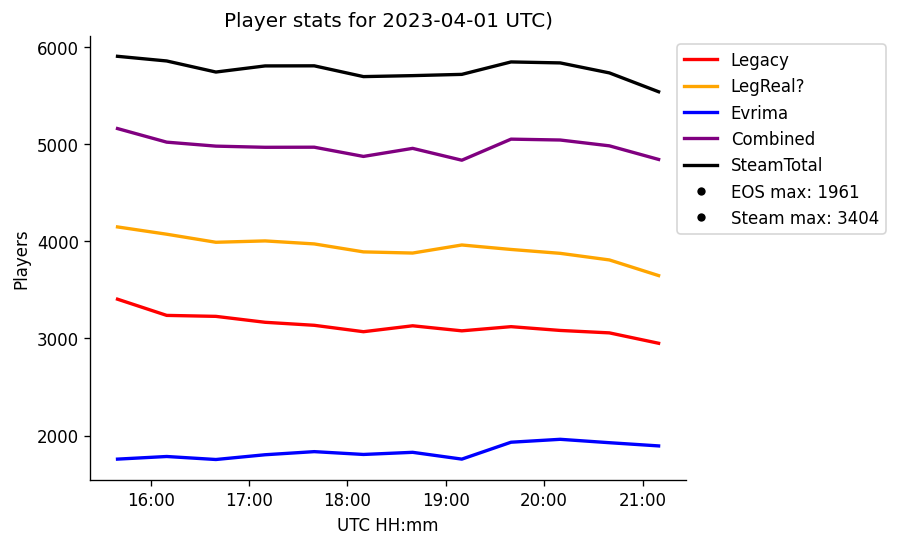 Player stats for 2023-04-01 UTC)
6000
5000
4000
3000
2000
Players
16:00
17:00
18:00
19:00
20:00
21:00
UTC HH:mm
Legacy
LegReal?
Evrima
Combined
SteamTotal
EOS max: 1961
Steam max: 3404